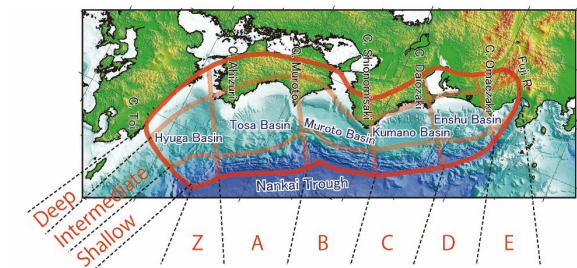 C. Toi
C. Ashizuri
C. Muroto
C. Shionomisaki
C. Daiozaki
C. Omaezaki
Fuji R.
Hyuga Basin
Tosa Basin
Muroto Basin
Kumano Basin
Enshu Basin
Nankai Trough
Deep
Intermediate
Shallow
Z A B C D E